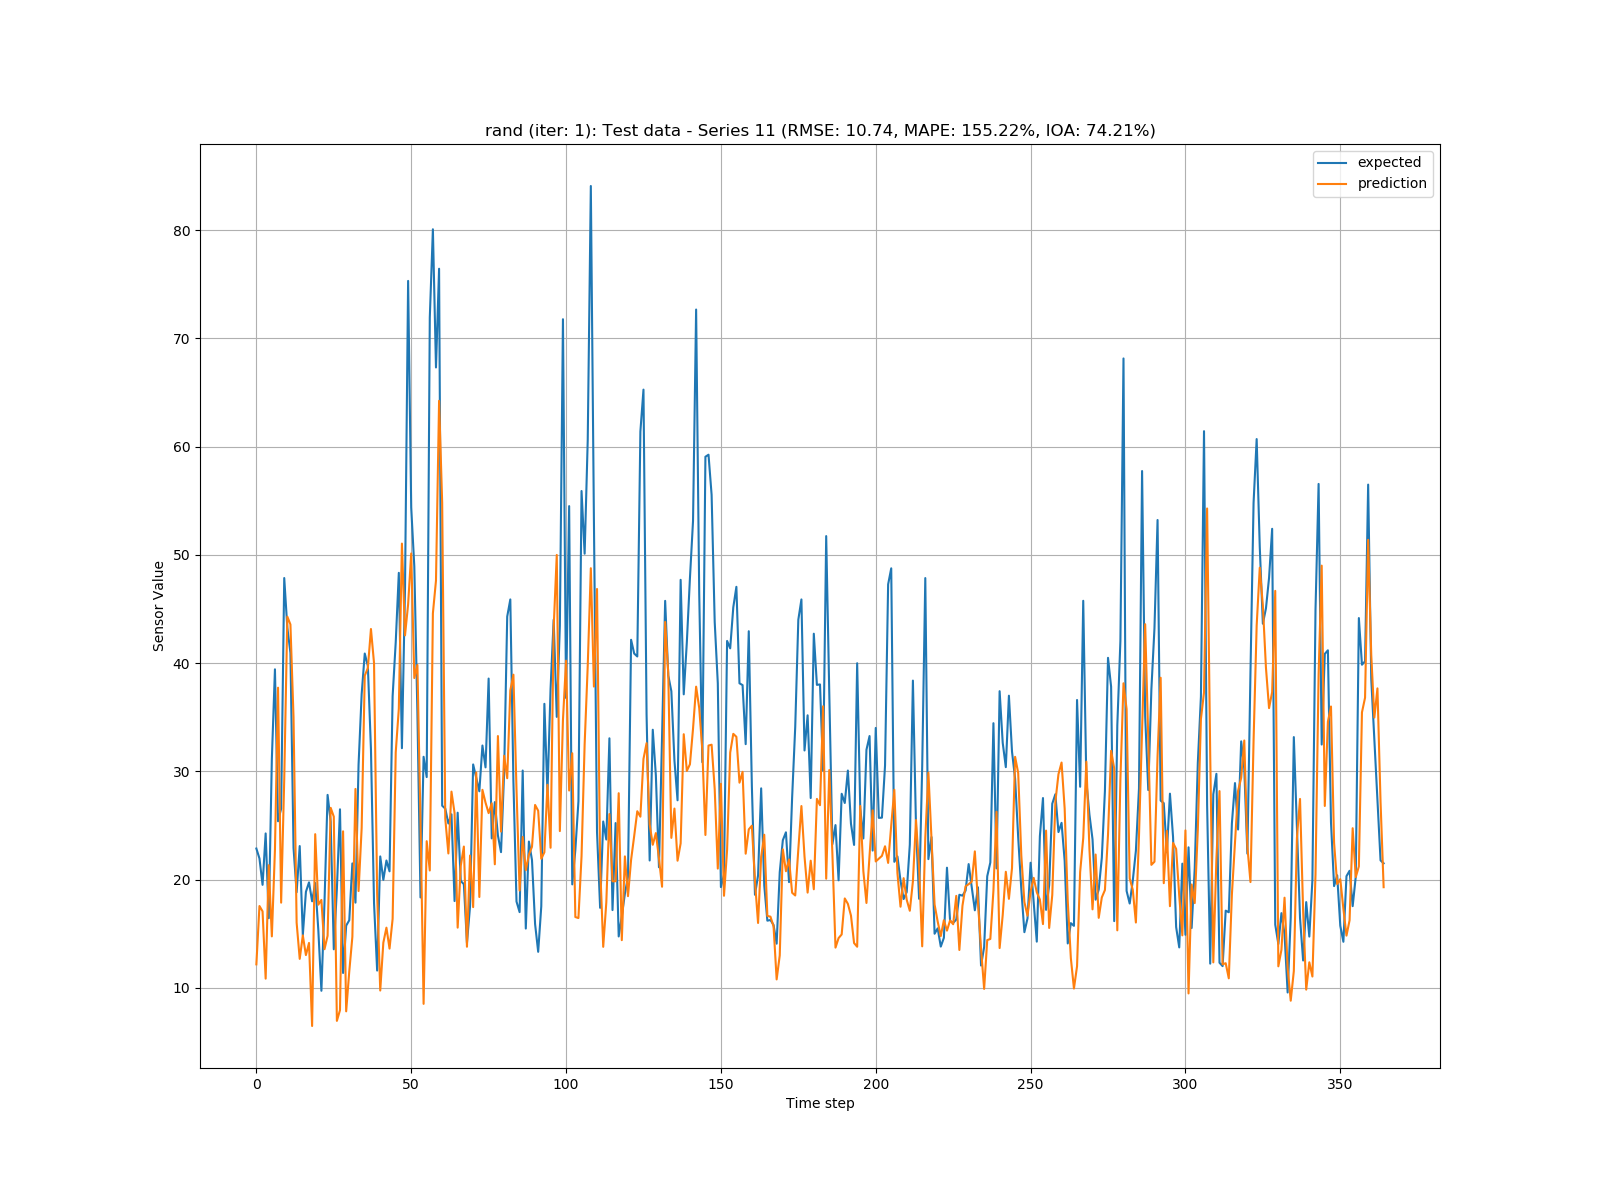 rand (iter: 1): Test data - Series 11 (RMSE: 10.74, MAPE: 155.22%, IOA: 74.21%)
expected
prediction
80
70
60
50
40
30
20
10
Sensor Value
0 50 100 150 200 250 300 350
Time step